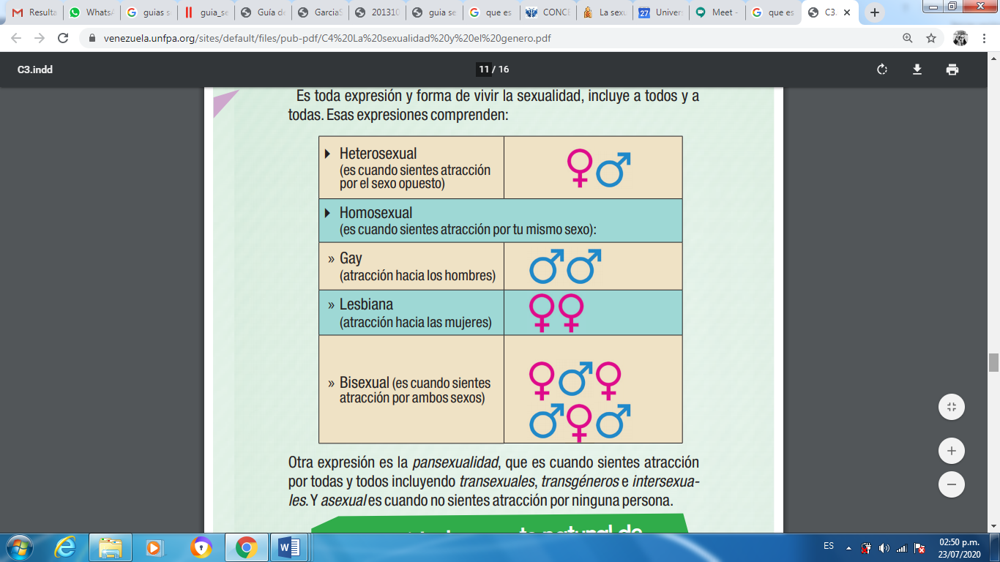 Resulta
WhatsA
guias s
guia_se
Guía de
GarciaS
201310
guia se
que es
CONCE
La sexu
27
Univers
Meet -
que es
C3.
venezuela.unfpa.org/sites/default/files/pub-pdf/C4%20La%20sexualidad%20y%20el%20genero.pdf
C3.indd
11 / 16
Es toda expresión y forma de vivir la sexualidad, incluye a todos y a
todas. Esas expresiones comprenden:
Heterosexual
(es cuando sientes atracción
por el sexo opuesto)
Homosexual
(es cuando sientes atracción por tu mismo sexo):
» Gay
(atracción hacia los hombres)
» Lesbiana
(atracción hacia las mujeres)
» Bisexual (es cuando sientes
atracción por ambos sexos)
Otra expresión es la pansexualidad, que es cuando sientes atracción
por todas y todos incluyendo transexuales, transgéneros e intersexua-
les. Y asexual es cuando no sientes atracción por ninguna persona.
ES
02:50 p.m.
23/07/2020